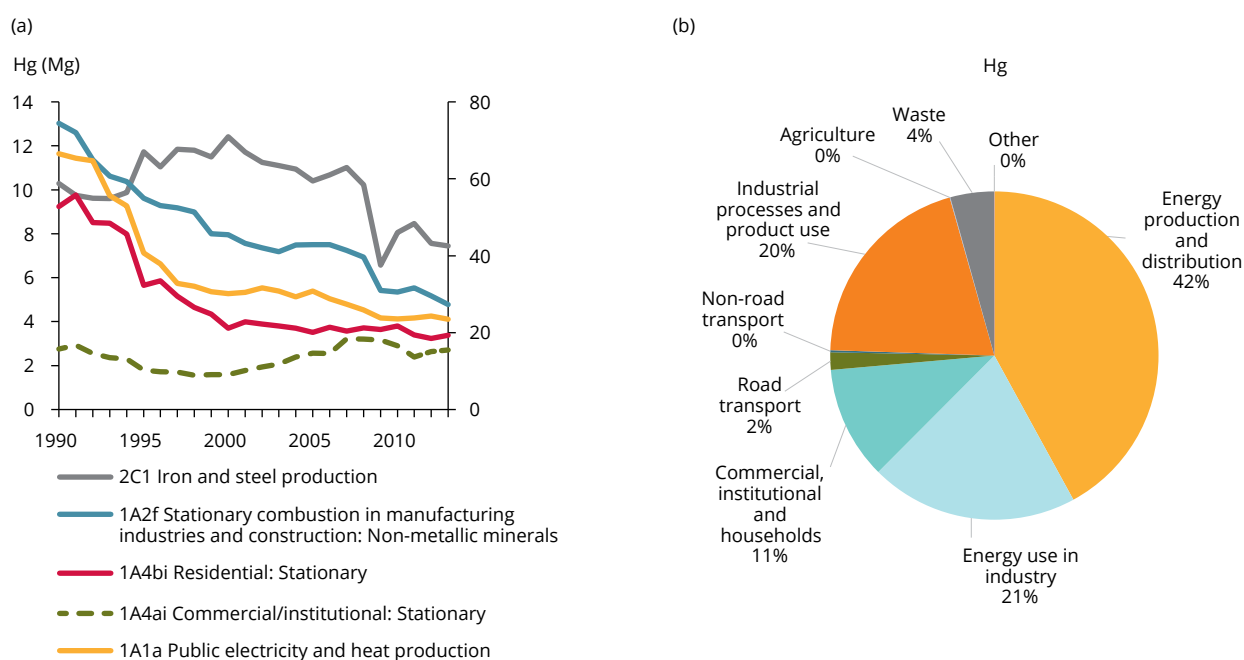 (a)
Hg (Mg)
14
12
10
8
6
4
2
0
80
60
40
20
0
1990
1995
2000
2005
2010
2C1 Iron and steel production
1A2f Stationary combustion in manufacturing
industries and construction: Non-metallic minerals
1A4bi Residential: Stationary
1A4ai Commercial/institutional: Stationary
1A1a Public electricity and heat production
(b)
Hg
Waste
4%
Other
0%
Agriculture
0%
Energy
production
and
distribution
42%
Industrial
processes and
product use
20%
Non-road
transport
0%
Road
transport
2%
Commercial,
institutional
and
households
11%
Energy use in
industry
21%